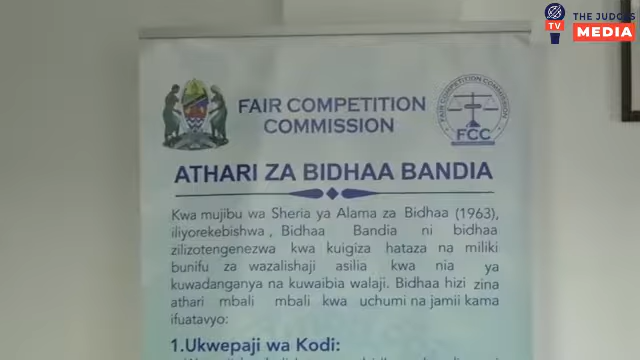 THE JUDGES
TV MEDIA
FAIR COMPETITION
COMMISSION
FAIR COMPETITION COMMISSION
FCC
ATHARI ZA BIDHAA BANDIA
Kwa mujibu wa Sheria ya Alama za Bidhaa (1963),
iliyorekebishwa, Bidhaa Bandia ni bidhaa
zilizotengenezwa kwa kuigiza hataza na miliki
bunifu za wazalishaji asilia kwa nia ya
kuwadanganya na kuwaibia walaji. Bidhaa hizi zina
athari mbali mbali kwa uchumi na jamii kama
ifuatavyo:
1.Ukwepaji wa Kodi: